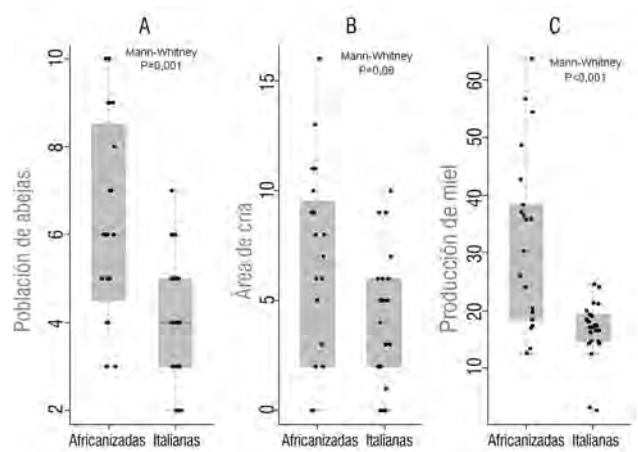 A
Mann-Whitney
P=0,001
Población de abejas
10
8
6
4
2
Africanizadas Italianas
B
Mann-Whitney
P=0,08
Área de cría
15
10
5
0
Africanizadas Italianas
C
Mann-Whitney
P<0,001
Producción de miel
60
50
40
30
20
10
Africanizadas Italianas